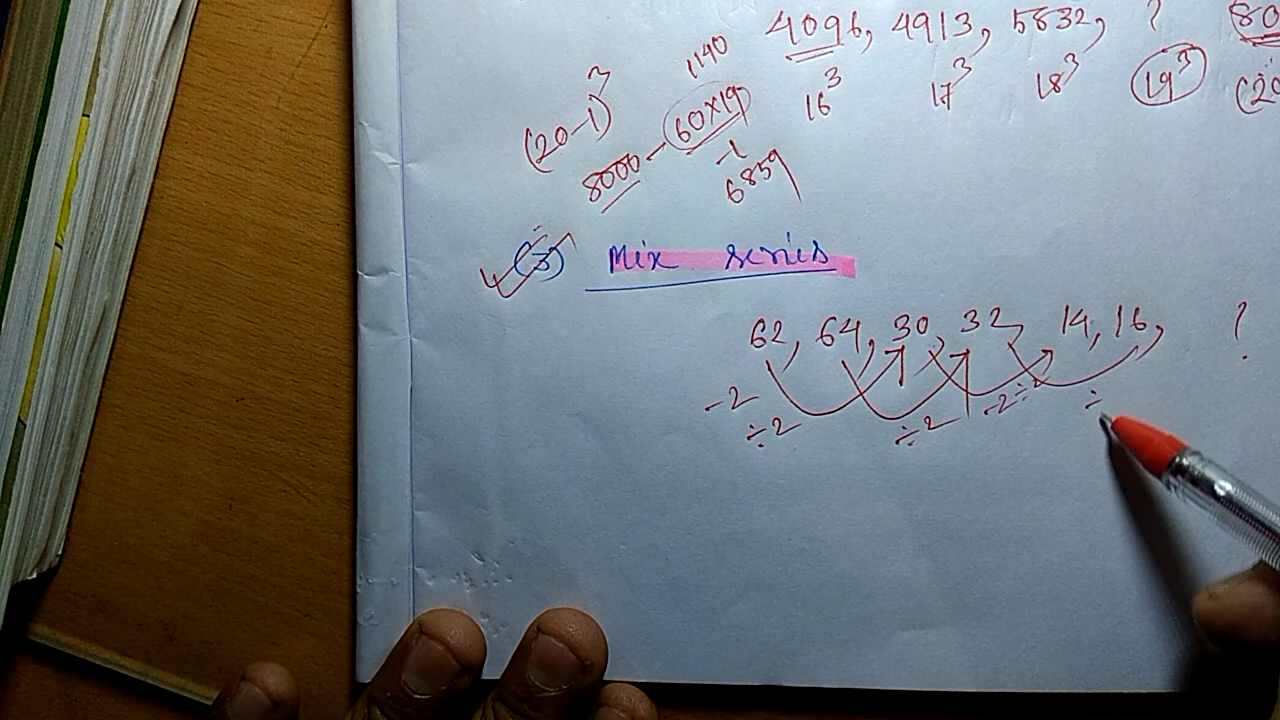 4096, 4913, 5832, ? 80
16³ 17³ 18³ 19³ (20
(20-1)³
8000 - 60×19 1140
-1
6859
(3) Mix series
62, 64, 30, 32, 14, 16, ?
-2 ÷2 ÷2 -2÷2 ÷